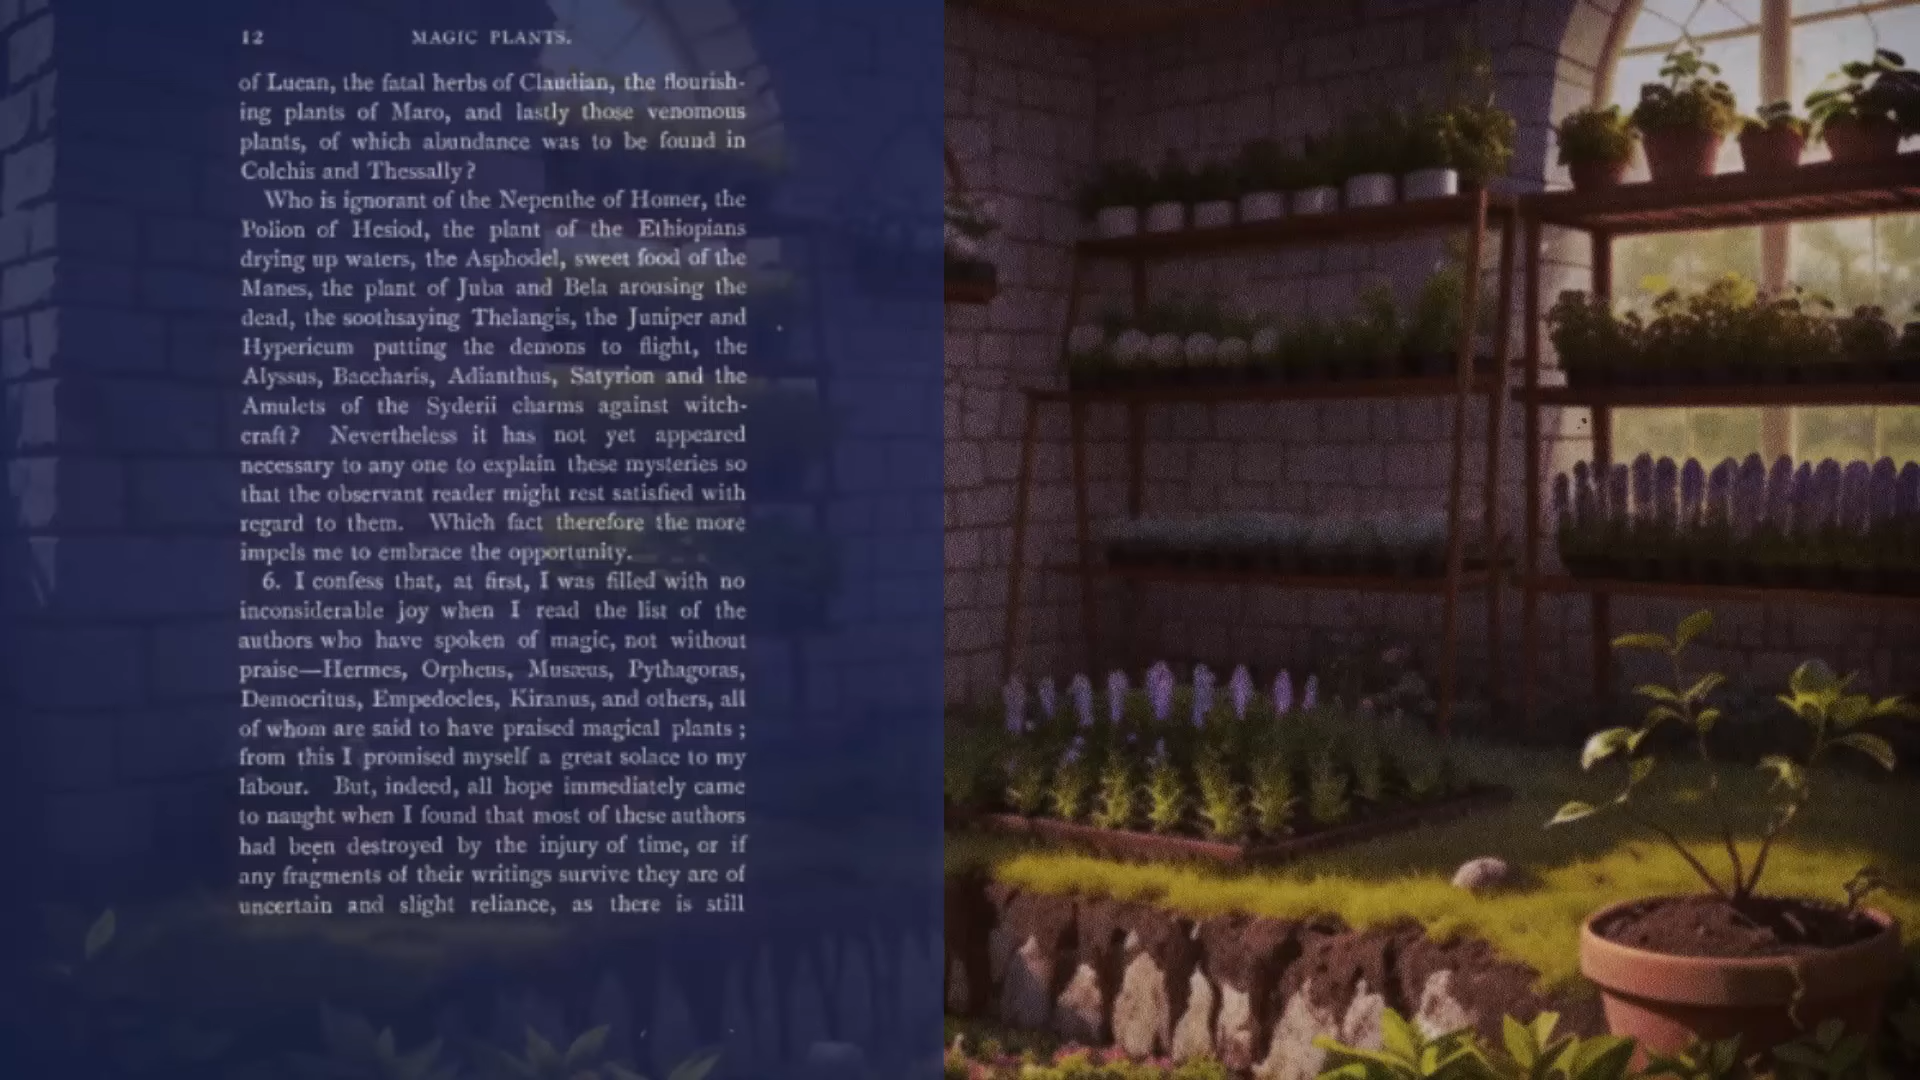 12 MAGIC PLANTS.
of Lucan, the fatal herbs of Claudian, the flourish-
ing plants of Maro, and lastly those venomous
plants, of which abundance was to be found in
Colchis and Thessally?
Who is ignorant of the Nepenthe of Homer, the
Polion of Hesiod, the plant of the Ethiopians
drying up waters, the Asphodel, sweet food of the
Manes, the plant of Juba and Bela arousing the
dead, the soothsaying Thelangis, the Juniper and
Hypericum putting the demons to flight, the
Alyssus, Baccharis, Adianthus, Satyrion and the
Amulets of the Syderii charms against witch-
craft? Nevertheless it has not yet appeared
necessary to any one to explain these mysteries so
that the observant reader might rest satisfied with
regard to them. Which fact therefore the more
impels me to embrace the opportunity.
6. I confess that, at first, I was filled with no
inconsiderable joy when I read the list of the
authors who have spoken of magic, not without
praise—Hermes, Orpheus, Musæus, Pythagoras,
Democritus, Empedocles, Kiranus, and others, all
of whom are said to have praised magical plants;
from this I promised myself a great solace to my
labour. But, indeed, all hope immediately came
to naught when I found that most of these authors
had been destroyed by the injury of time, or if
any fragments of their writings survive they are of
uncertain and slight reliance, as there is still